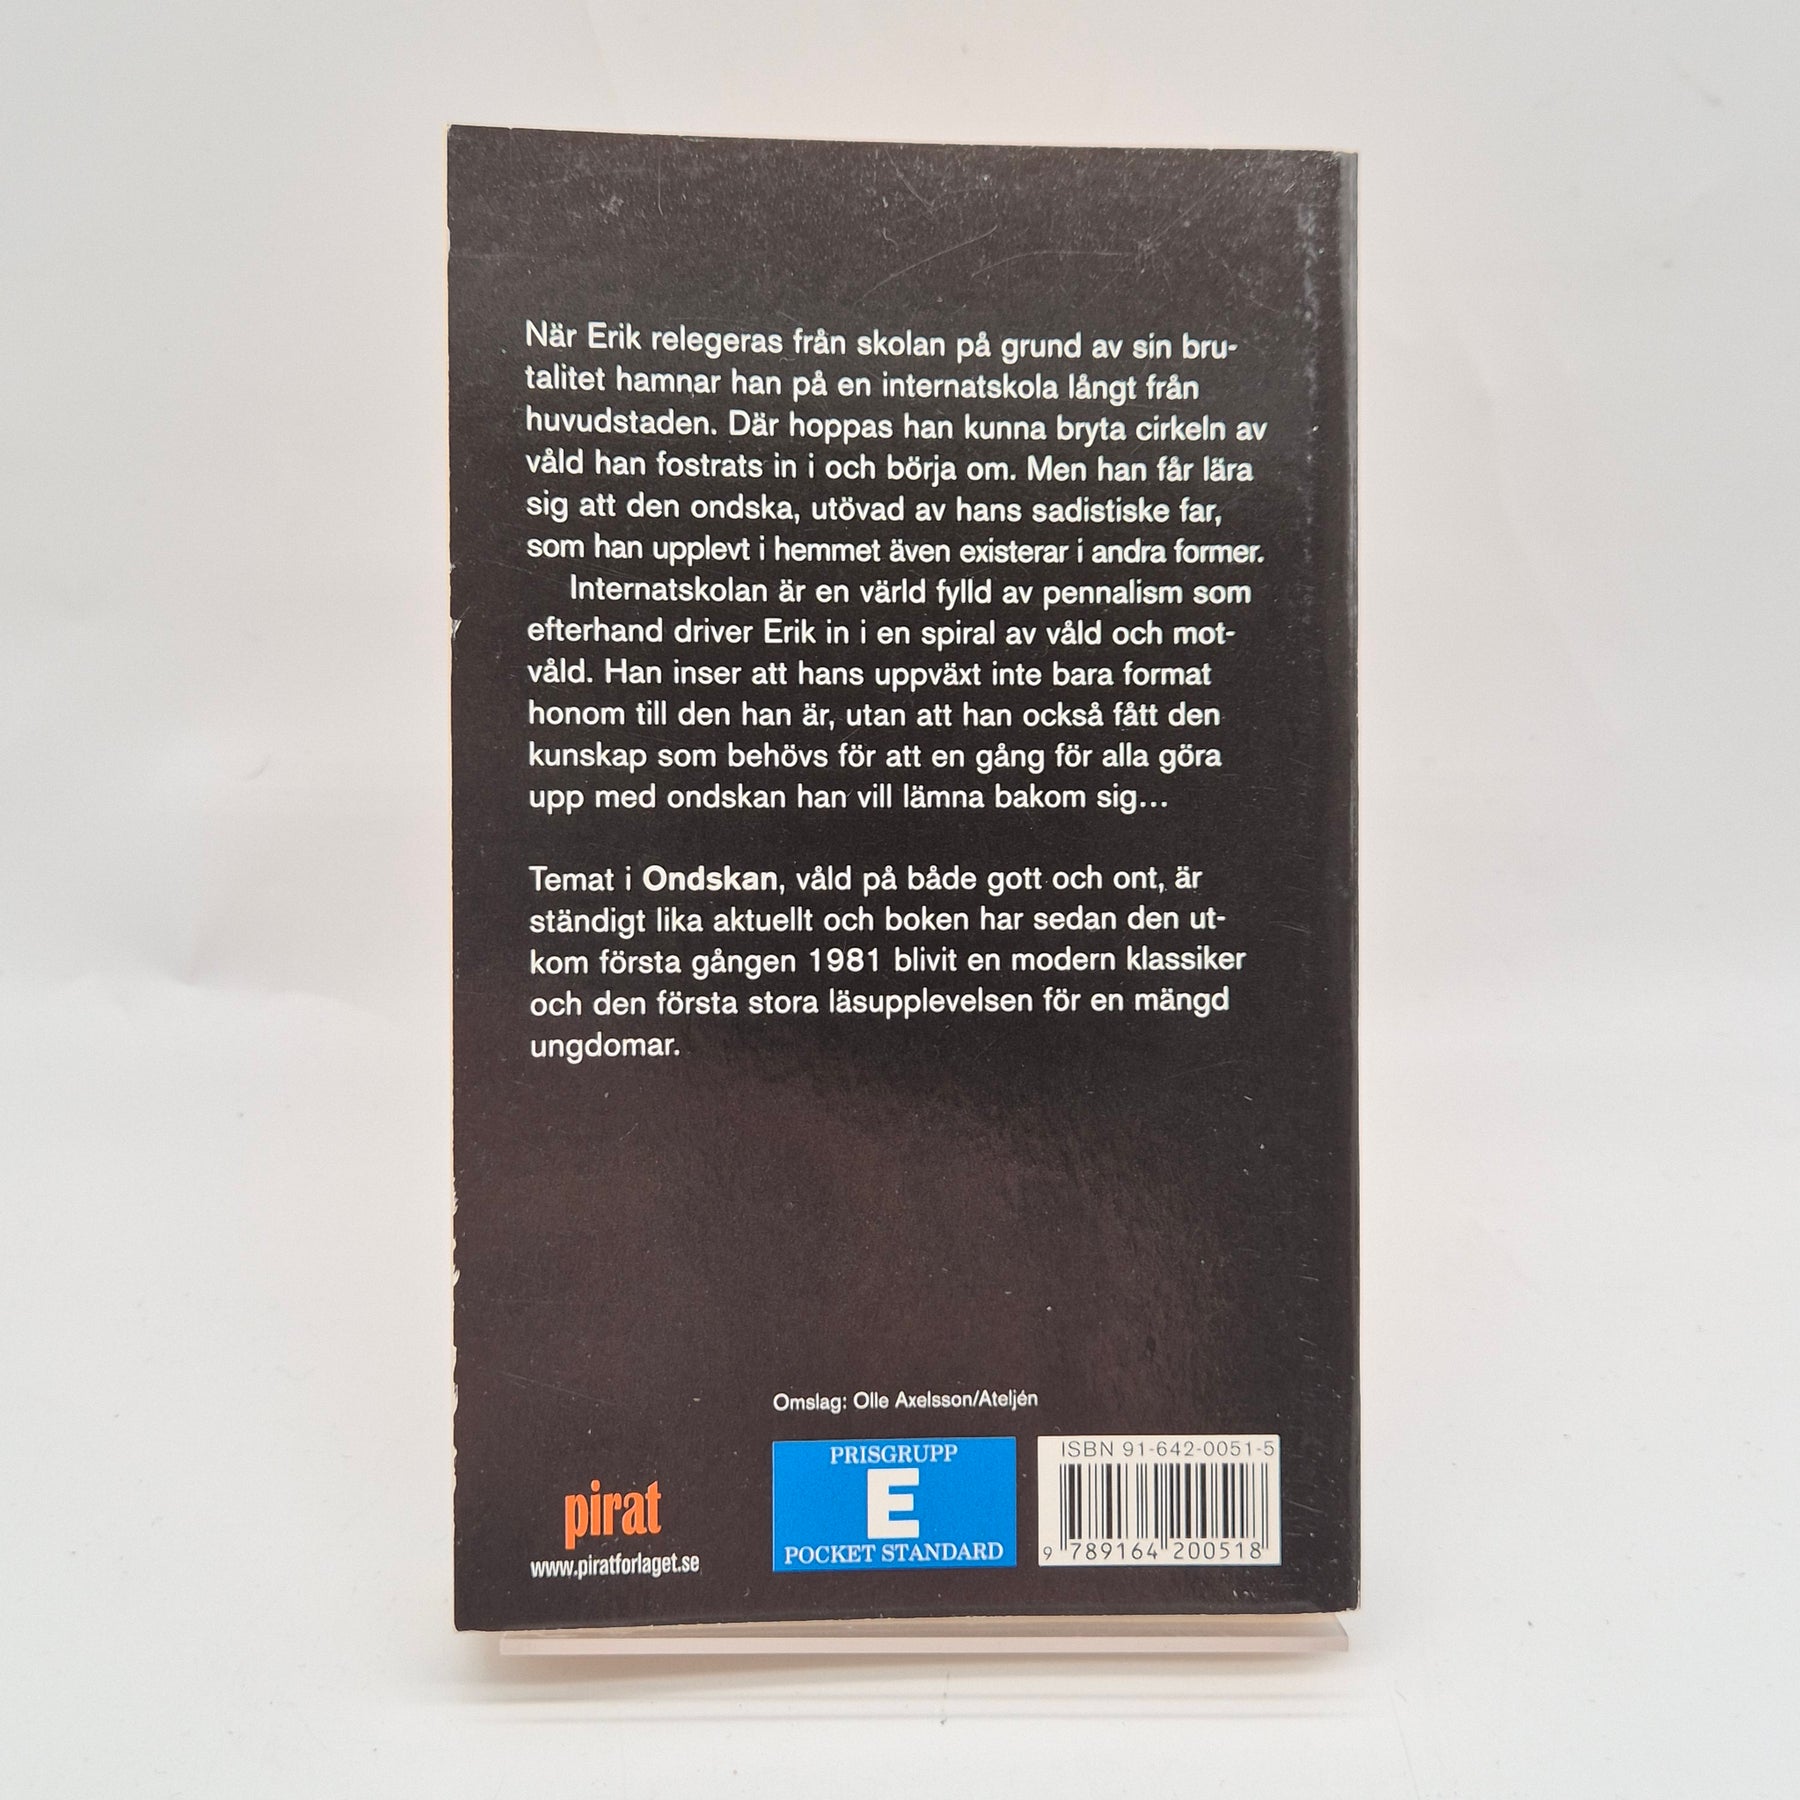 När Erik relegeras från skolan på grund av sin bru-
talitet hamnar han på en internatskola långt från
huvudstaden. Där hoppas han kunna bryta cirkeln av
våld han fostrats in i och börja om. Men han får lära
sig att den ondska, utövad av hans sadistiske far,
som han upplevt i hemmet även existerar i andra former.
Internatskolan är en värld fylld av pennalism som
efterhand driver Erik in i en spiral av våld och mot-
våld. Han inser att hans uppväxt inte bara format
honom till den han är, utan att han också fått den
kunskap som behövs för att en gång för alla göra
upp med ondskan han vill lämna bakom sig...
Temat i Ondskan, våld på både gott och ont, är
ständigt lika aktuellt och boken har sedan den ut-
kom första gången 1981 blivit en modern klassiker
och den första stora läsupplevelsen för en mängd
ungdomar.
Omslag: Olle Axelsson/Ateljén
pirat
www.piratforlaget.se
PRISGRUPP
E
POCKET STANDARD
ISBN 91-642-0051-5
9 789164 200518